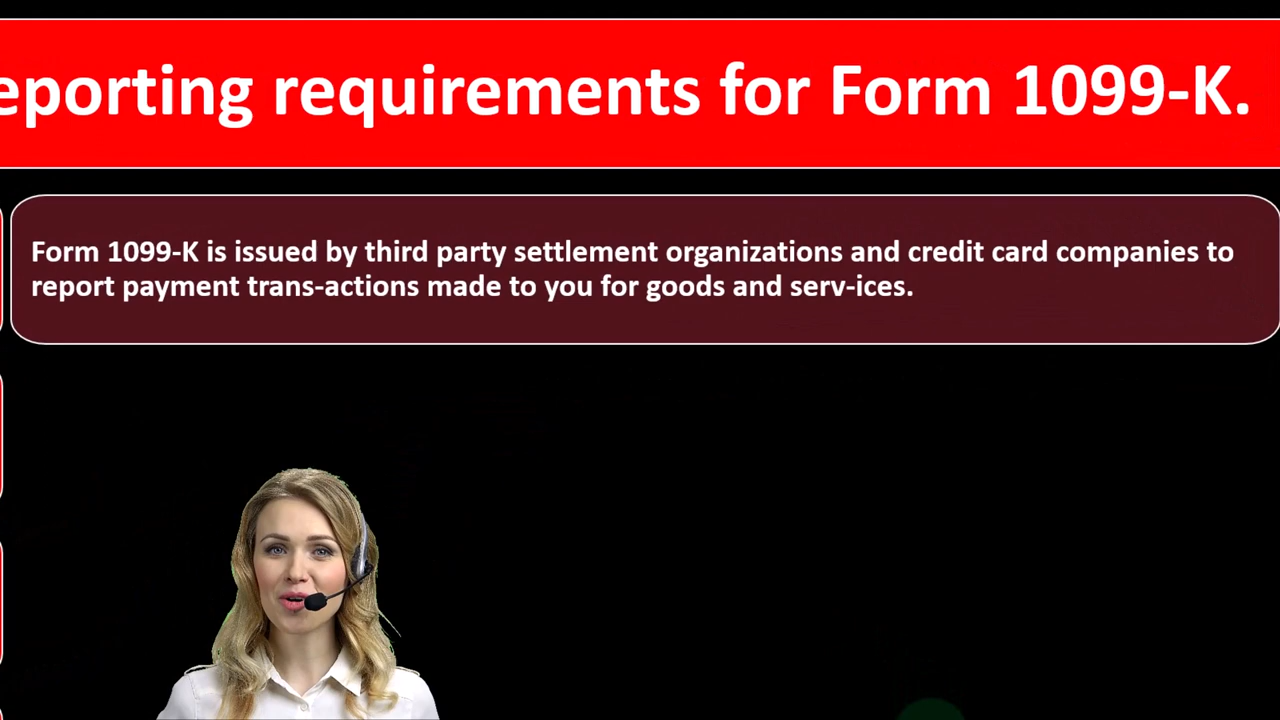 eporting requirements for Form 1099-K.
Form 1099-K is issued by third party settlement organizations and credit card companies to
report payment trans-actions made to you for goods and serv-ices.